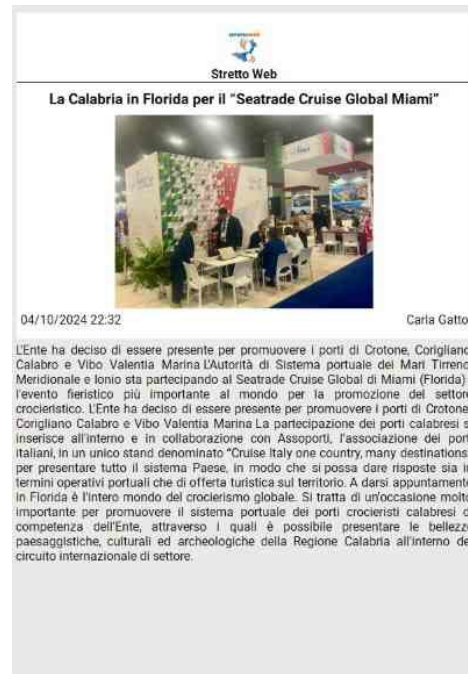 Stretto Web
La Calabria in Florida per il "Seatrade Cruise Global Miami"
04/10/2024 22:32
Carla Gatto
L'Ente ha deciso di essere presente per promuovere i porti di Crotone, Corigliano
Calabro e Vibo Valentia Marina L'Autorità di Sistema portuale dei Mari Tirreno
Meridionale e Ionio sta partecipando al Seatrade Cruise Global di Miami (Florida)
l'evento fieristico più importante al mondo per la promozione del settore
crocieristico. L'Ente ha deciso di essere presente per promuovere i porti di Crotone
Corigliano Calabro e Vibo Valentia Marina La partecipazione dei porti calabresi s
inserisce all'interno e in collaborazione con Assoporti, l'associazione dei port
italiani, in un unico stand denominato "Cruise Italy one country, many destinations
per presentare tutto il sistema Paese, in modo che si possa dare risposte sia in
termini operativi portuali che di offerta turistica sul territorio. A darsi appuntamento
in Florida è l'intero mondo del crocierismo globale. Si tratta di un'occasione molto
importante per promuovere il sistema portuale dei porti crocieristi calabresi d
competenza dell'Ente, attraverso i quali è possibile presentare le bellezze
paesaggistiche, culturali ed archeologiche della Regione Calabria all'interno de
circuito internazionale di settore.